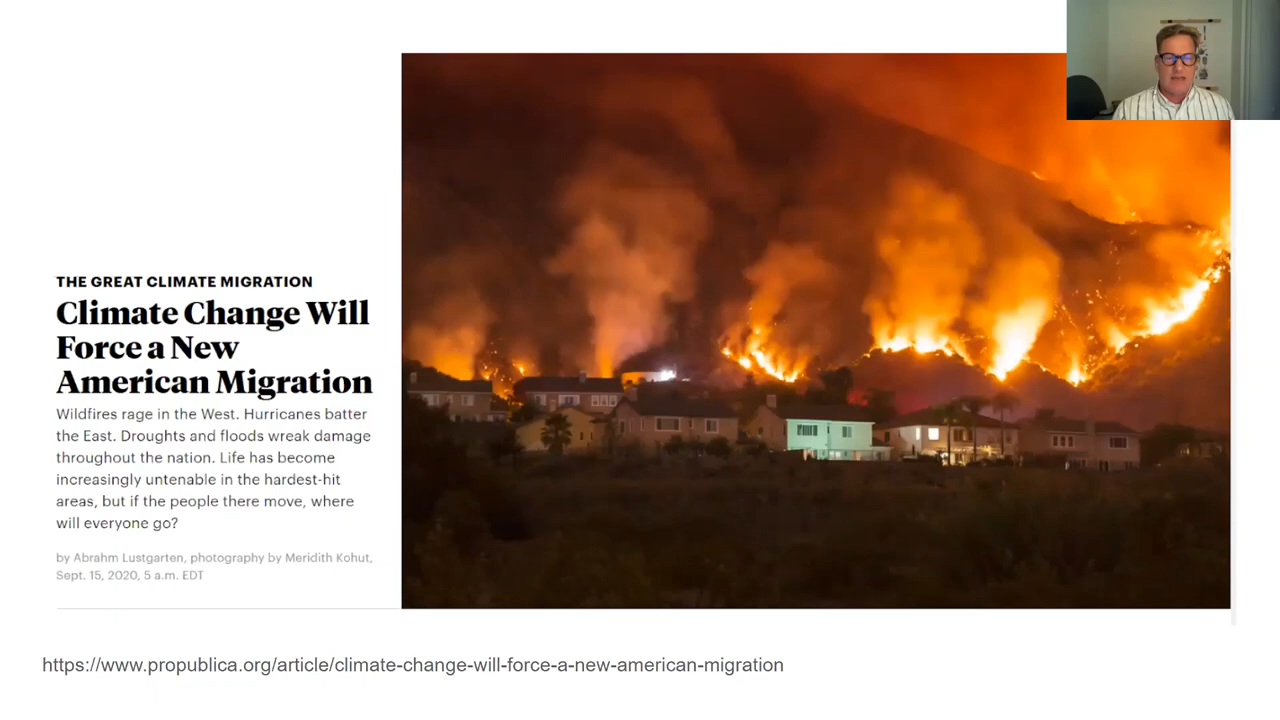 THE GREAT CLIMATE MIGRATION
Climate Change Will
Force a New
American Migration
Wildfires rage in the West. Hurricanes batter
the East. Droughts and floods wreak damage
throughout the nation. Life has become
increasingly untenable in the hardest-hit
areas, but if the people there move, where
will everyone go?
by Abrahm Lustgarten, photography by Meridith Kohut,
Sept. 15, 2020, 5 a.m. EDT
https://www.propublica.org/article/climate-change-will-force-a-new-american-migration